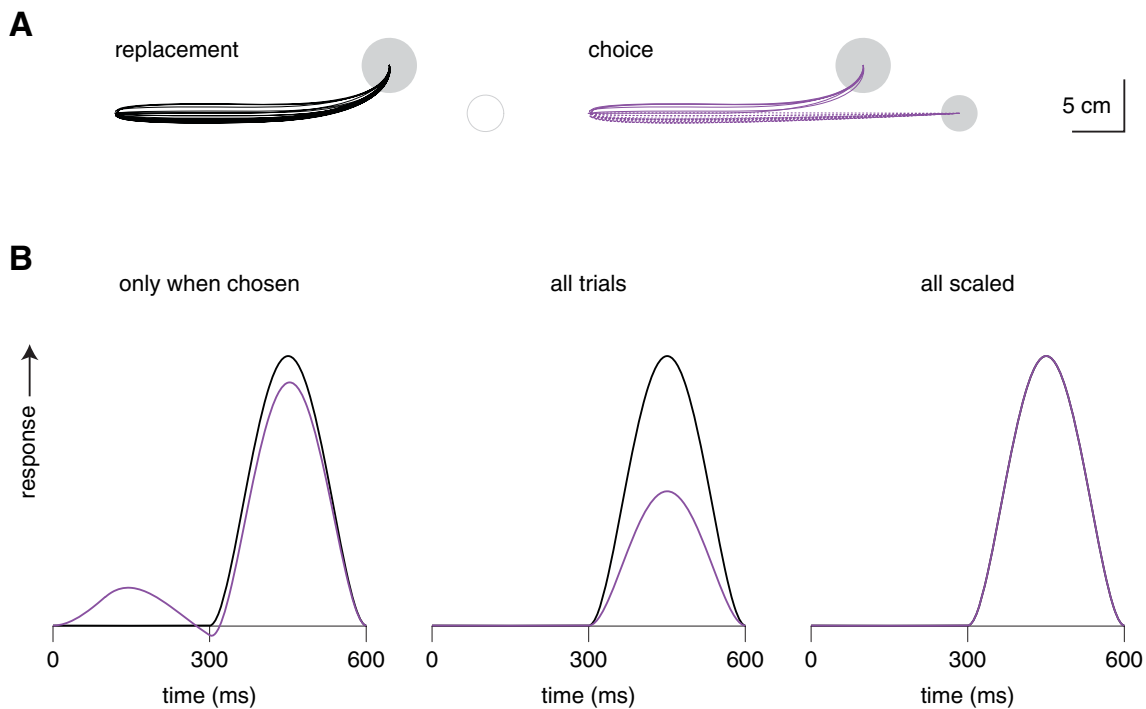 A
replacement
choice
5 cm
B
only when chosen
all trials
all scaled
response
0
300
600
0
300
600
0
300
600
time (ms)
time (ms)
time (ms)